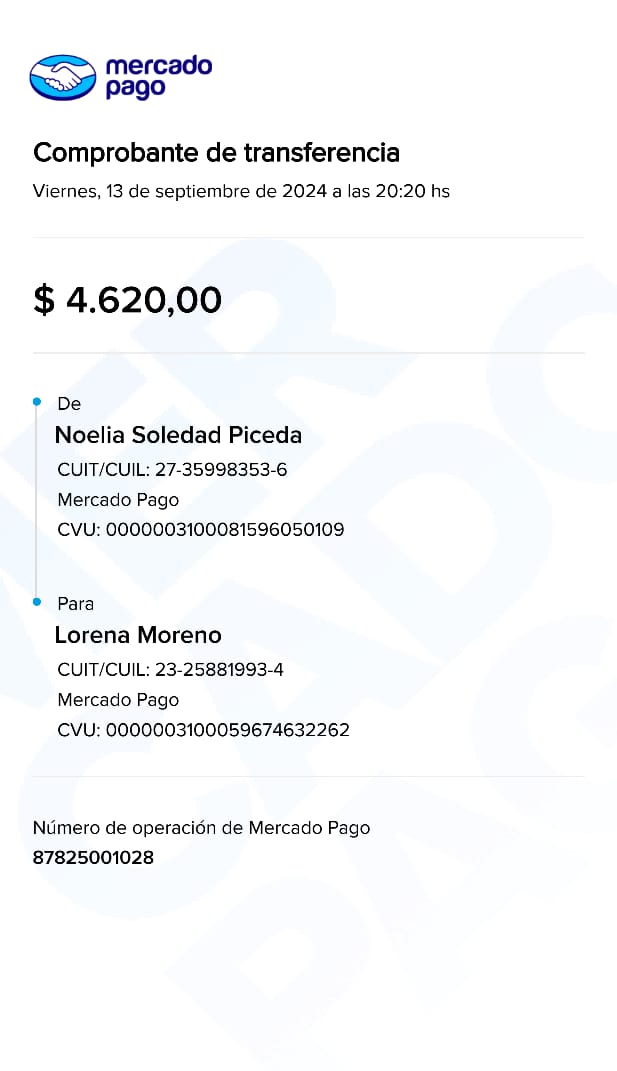 mercado
pago
Comprobante de transferencia
Viernes, 13 de septiembre de 2024 a las 20:20 hs
$ 4.620,00
De
Noelia Soledad Piceda
CUIT/CUIL: 27-35998353-6
Mercado Pago
CVU: 0000003100081596050109
Para
Lorena Moreno
CUIT/CUIL: 23-25881993-4
Mercado Pago
CVU: 0000003100059674632262
Número de operación de Mercado Pago
87825001028